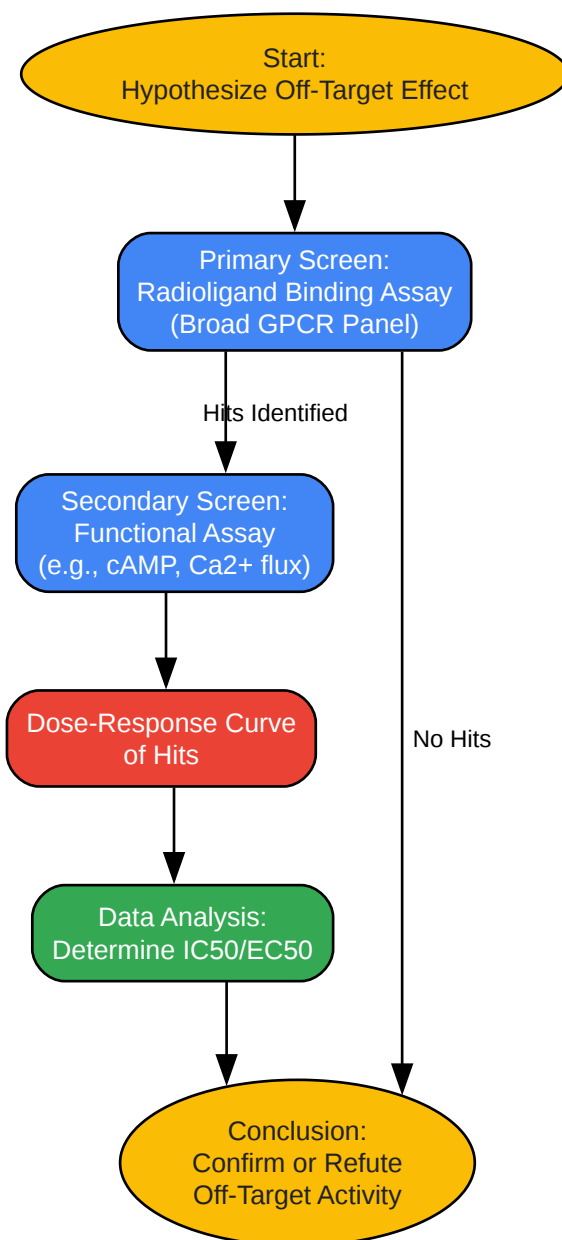 Start:
Hypothesize Off-Target Effect
Primary Screen:
Radioligand Binding Assay
(Broad GPCR Panel)
Hits Identified
Secondary Screen:
Functional Assay
(e.g., cAMP, Ca2+ flux)
Dose-Response Curve
of Hits
No Hits
Data Analysis:
Determine IC50/EC50
Conclusion:
Confirm or Refute
Off-Target Activity